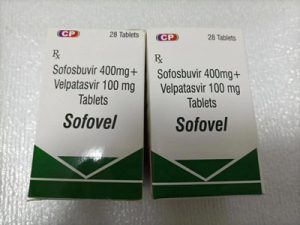 CP 28 Tablets
Rx
Sofosbuvir 400mg+
Velpatasvir 100 mg
Tablets
Sofovel
CP 28 Tablets
Rx
Sofosbuvir 400mg+
Velpatasvir 100 mg
Tablets
Sofovel